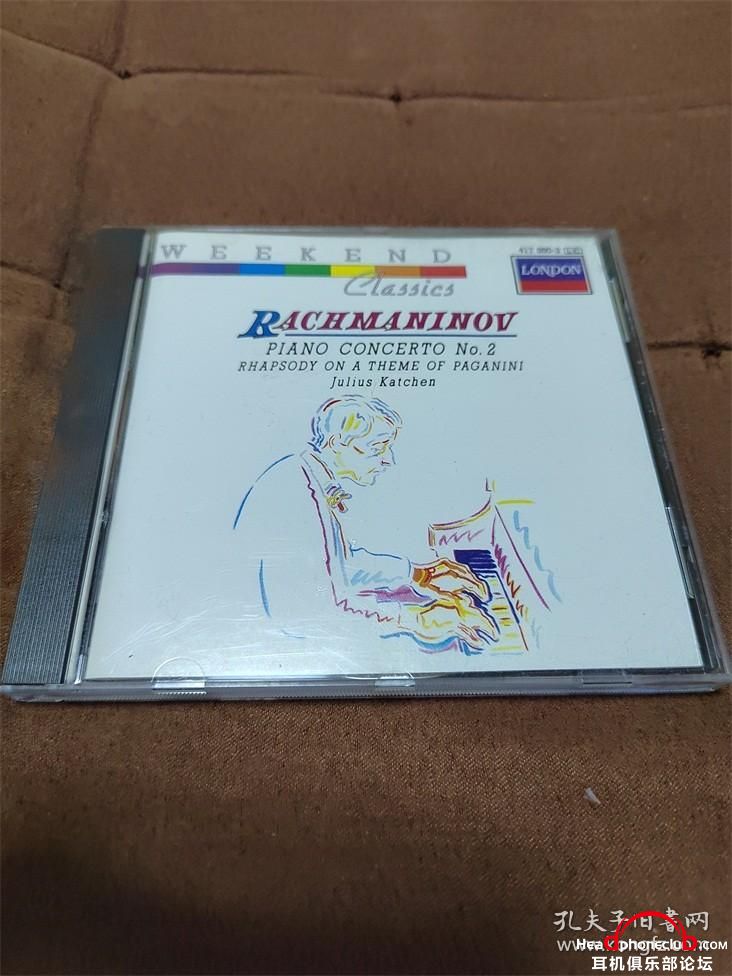 WEEKEND
Classics
LONDON
RACHMANINOV
PIANO CONCERTO No. 2
RHAPSODY ON A THEME OF PAGANINI
Julius Katchen
孔夫子旧书网
耳机俱乐部论坛